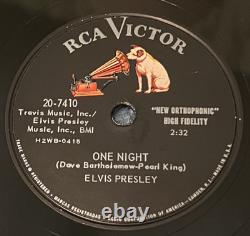 RCA VICTOR
20-7410
Travis Music, Inc./
Elvis Presley
Music, Inc., BMI
H2WB-0418
"NEW ORTHOPHONIC"
HIGH FIDELITY
2:32
ONE NIGHT
(Dave Bartholomew-Pearl King)
ELVIS PRESLEY